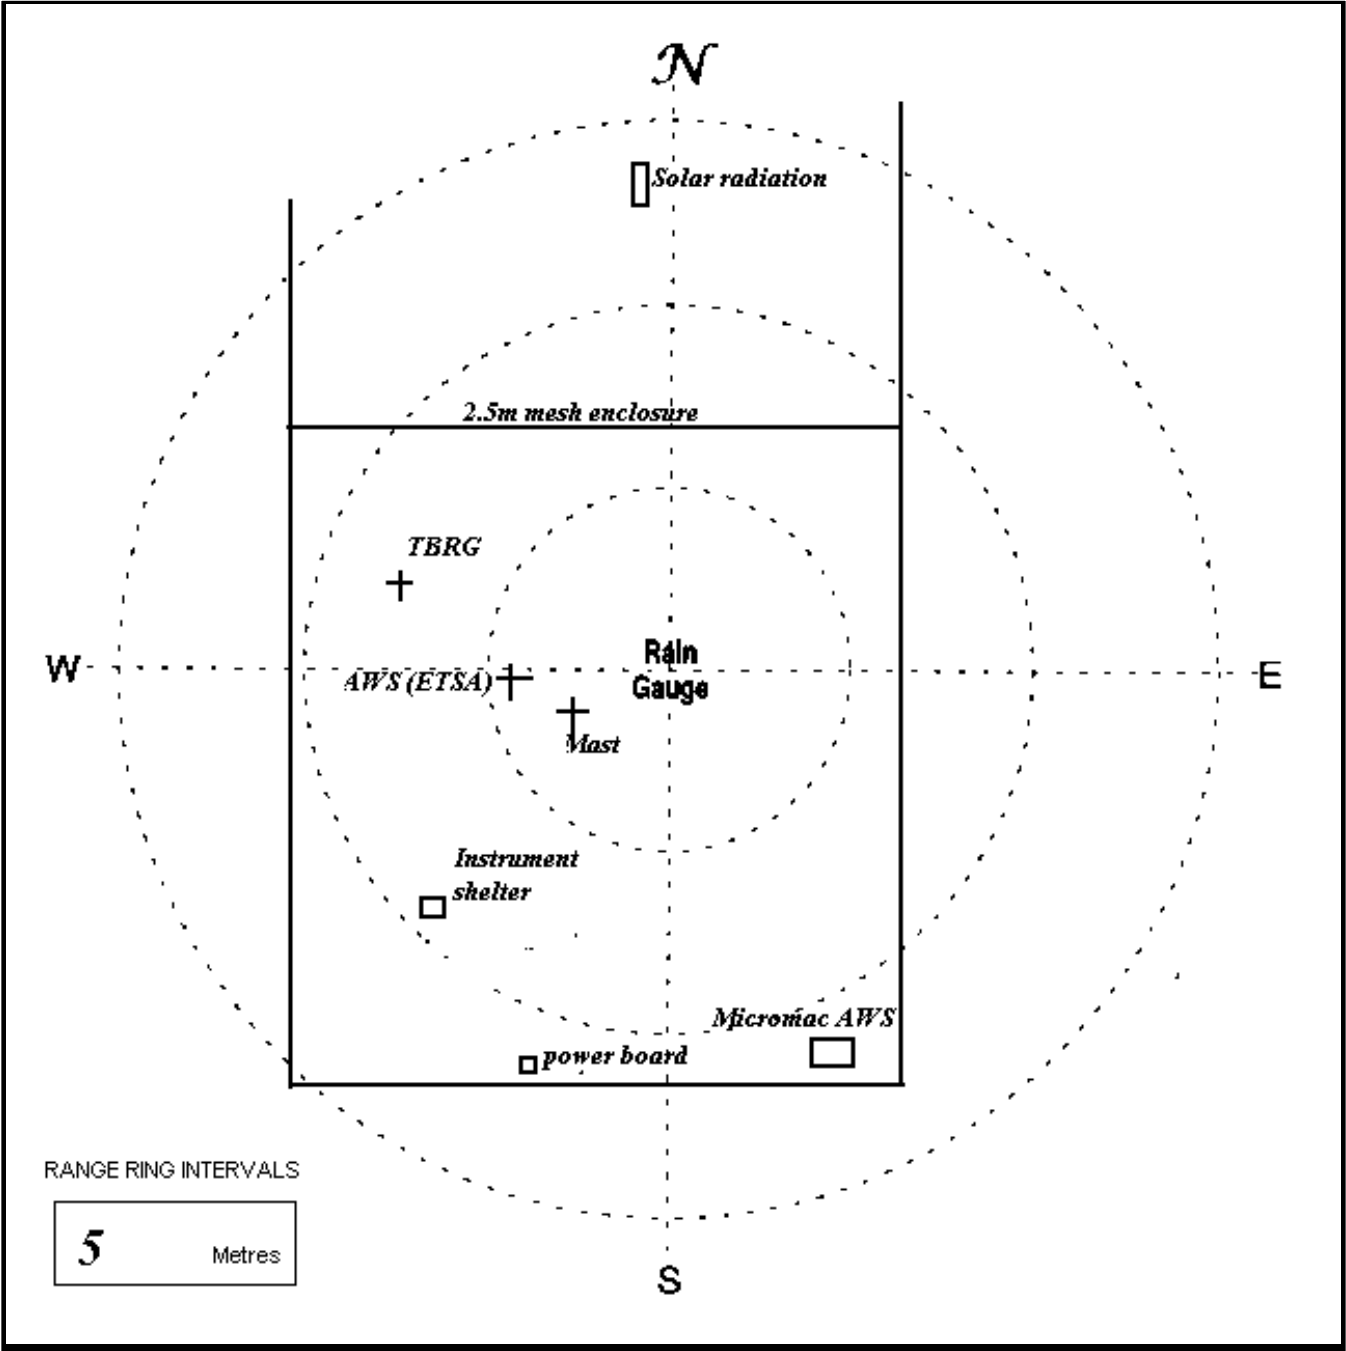 N
Solar radiation
2.5m mesh enclosure
TBRG
W
AWS (ETSA)
Rain
Gauge
E
Mast
Instrument
shelter
Micromac AWS
power board
RANGE RING INTERVALS
5 Metres
S